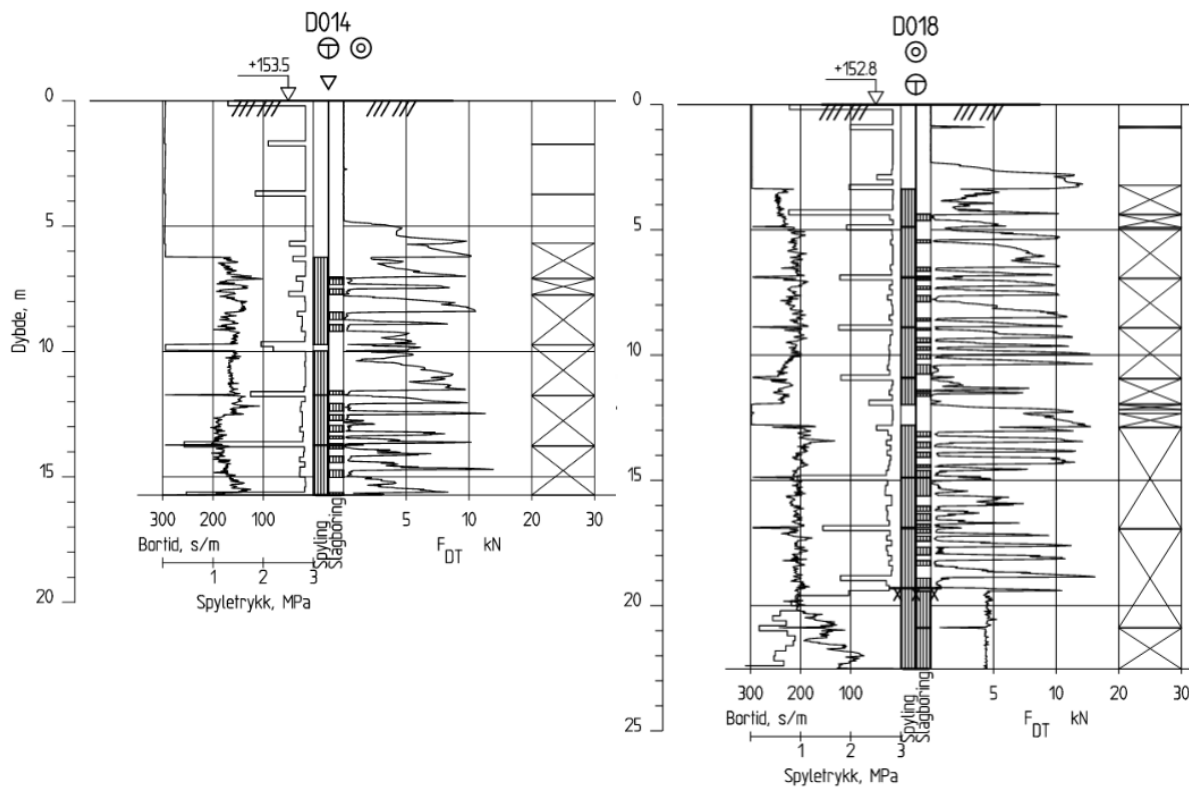 D014
+153.5
0
5
10
15
20
Dybde, m
300 200 100
5 10 20 30
Bortid, s/m
Spyling
Slagboring
F_DT kN
1 2 3
Spyletrykk, MPa
D018
+152.8
0
5
10
15
20
25
300 200 100
5 10 20 30
Bortid, s/m
Spyling
Slagboring
F_DT kN
1 2 3
Spyletrykk, MPa